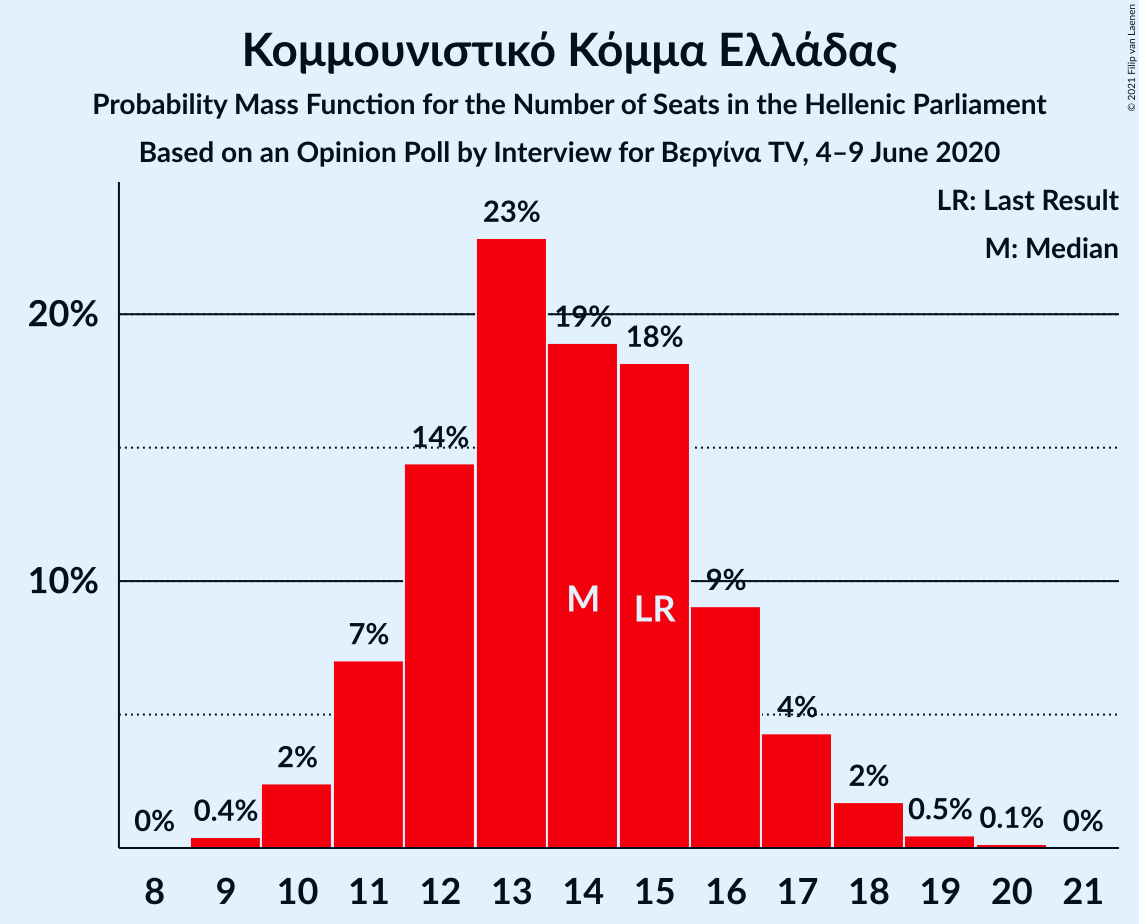 Κομμουνιστικό Κόμμα Ελλάδας
Probability Mass Function for the Number of Seats in the Hellenic Parliament
Based on an Opinion Poll by Interview for Βεργίνα TV, 4–9 June 2020
© 2021 Filip van Laenen
LR: Last Result
M: Median
20%
10%
0%
0.4%
2%
7%
14%
23%
19%
18%
9%
4%
2%
0.5%
0.1%
0%
M
LR
8 9 10 11 12 13 14 15 16 17 18 19 20 21